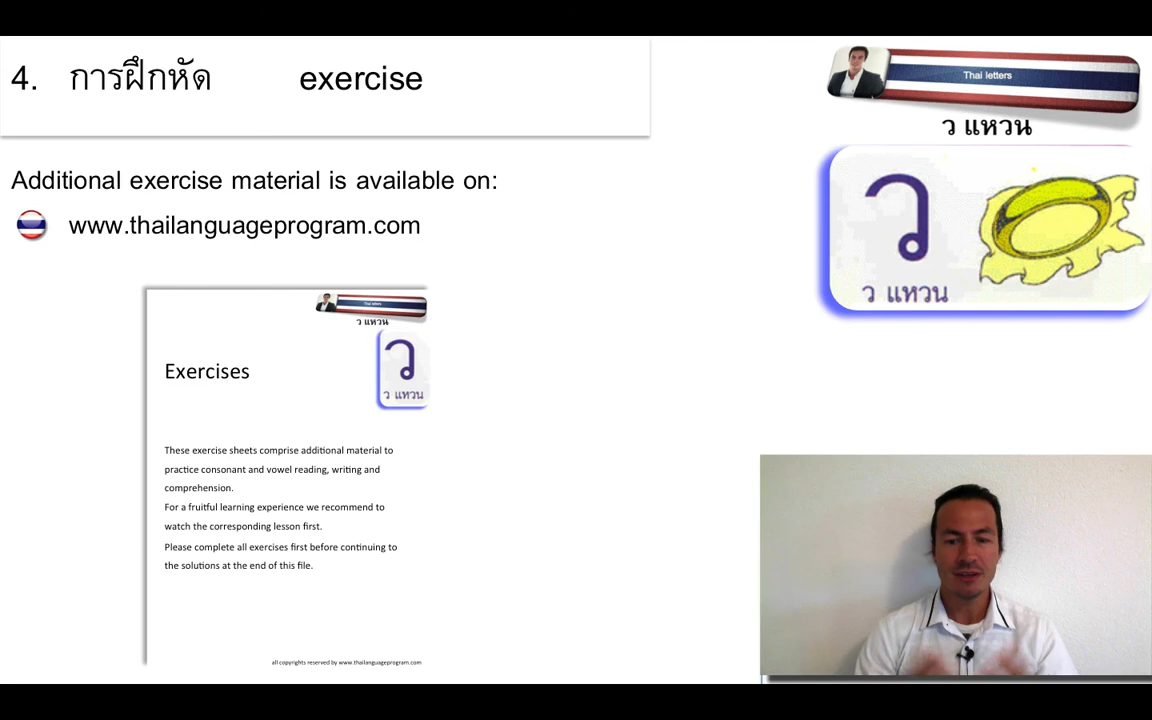 4. การฝึกหัด exercise
Additional exercise material is available on:
www.thailanguageprogram.com
Thai letters
ว แหวน
ว
ว แหวน
Thai letters
ว แหวน
ว
ว แหวน
Exercises
These exercise sheets comprise additional material to
practice consonant and vowel reading, writing and
comprehension.
For a fruitful learning experience we recommend to
watch the corresponding lesson first.
Please complete all exercises first before continuing to
the solutions at the end of this file.
all copyrights reserved by www.thailanguageprogram.com